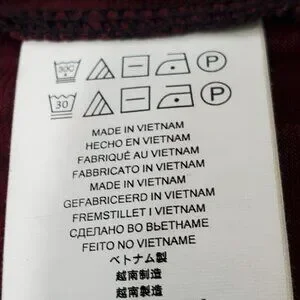 30C P
30 P
MADE IN VIETNAM
HECHO EN VIETNAM
FABRIQUÉ AU VIETNAM
FABBRICATO IN VIETNAM
MADE IN VIETNAM
GEFABRICEERD IN VIETNAM
FREMSTILLET I VIETNAM
СДЕЛАНО ВО ВЬЕТНАМЕ
FEITO NO VIETNAME
ベトナム製
越南制造
越南製造